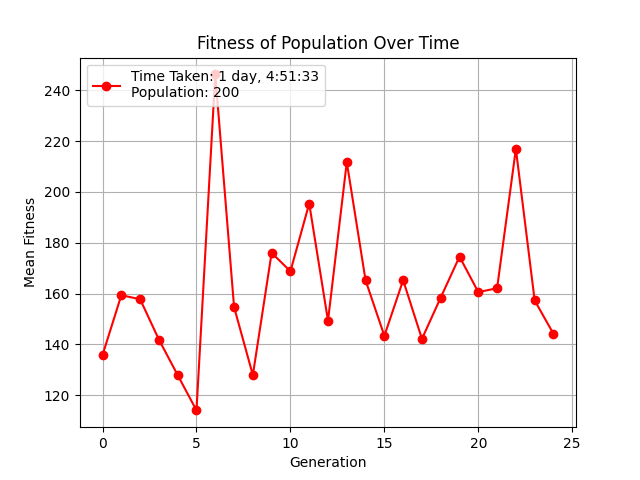 Fitness of Population Over Time
Time Taken: 1 day, 4:51:33
Population: 200
Mean Fitness
240
220
200
180
160
140
120
0 5 10 15 20 25
Generation